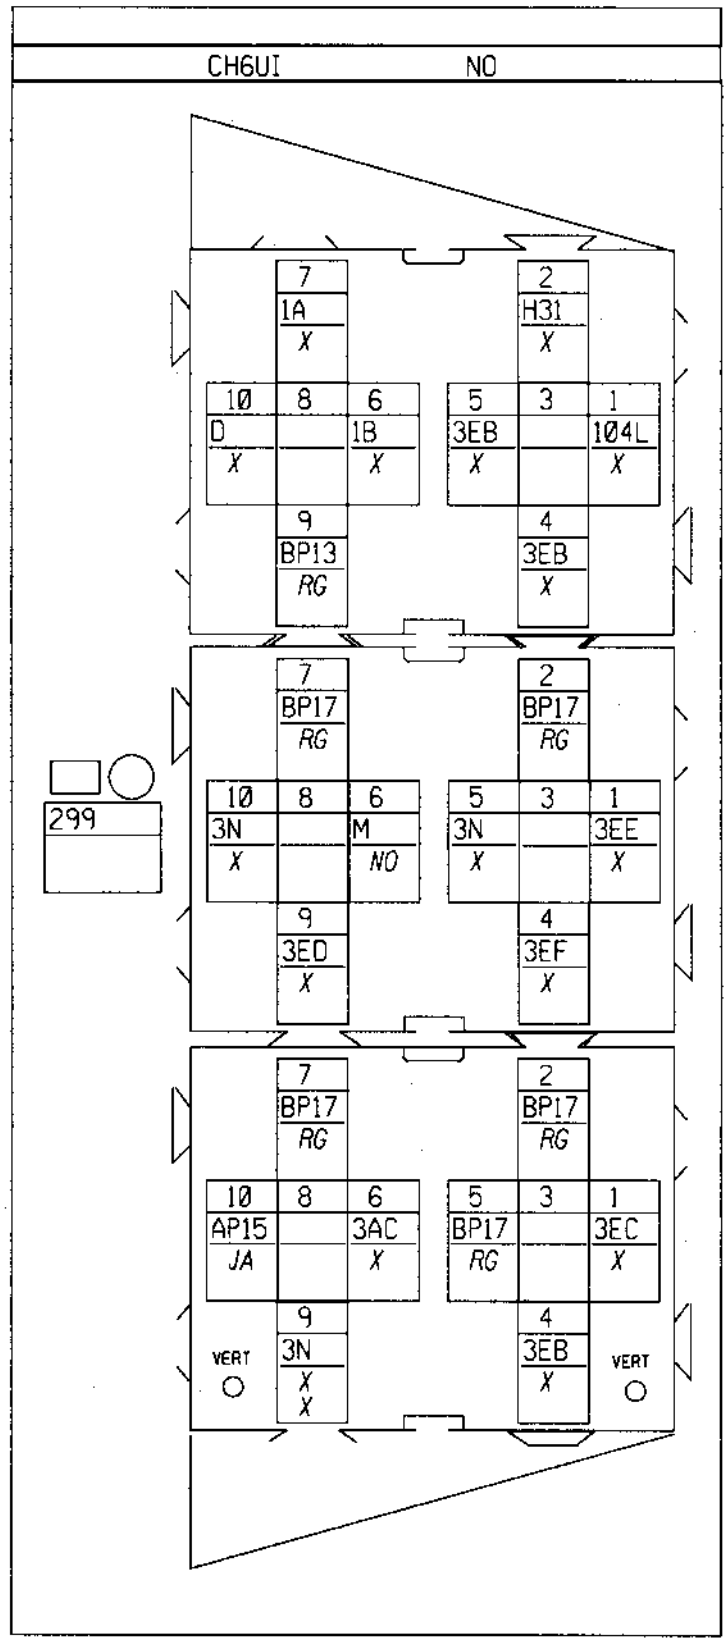 CH6UI NO
7 2
1A H31
X X
10 8 6 5 3 1
D 1B 3EB 104L
X X X X
9 4
BP13 3EB
RG X
7 2
BP17 BP17
RG RG
10 8 6 5 3 1
299
3N M 3N 3EE
X NO X X
9 4
3ED 3EF
X X
7 2
BP17 BP17
RG RG
10 8 6 5 3 1
AP15 3AC BP17 3EC
JA X RG X
9 4
VERT 3N 3EB VERT
X X
X